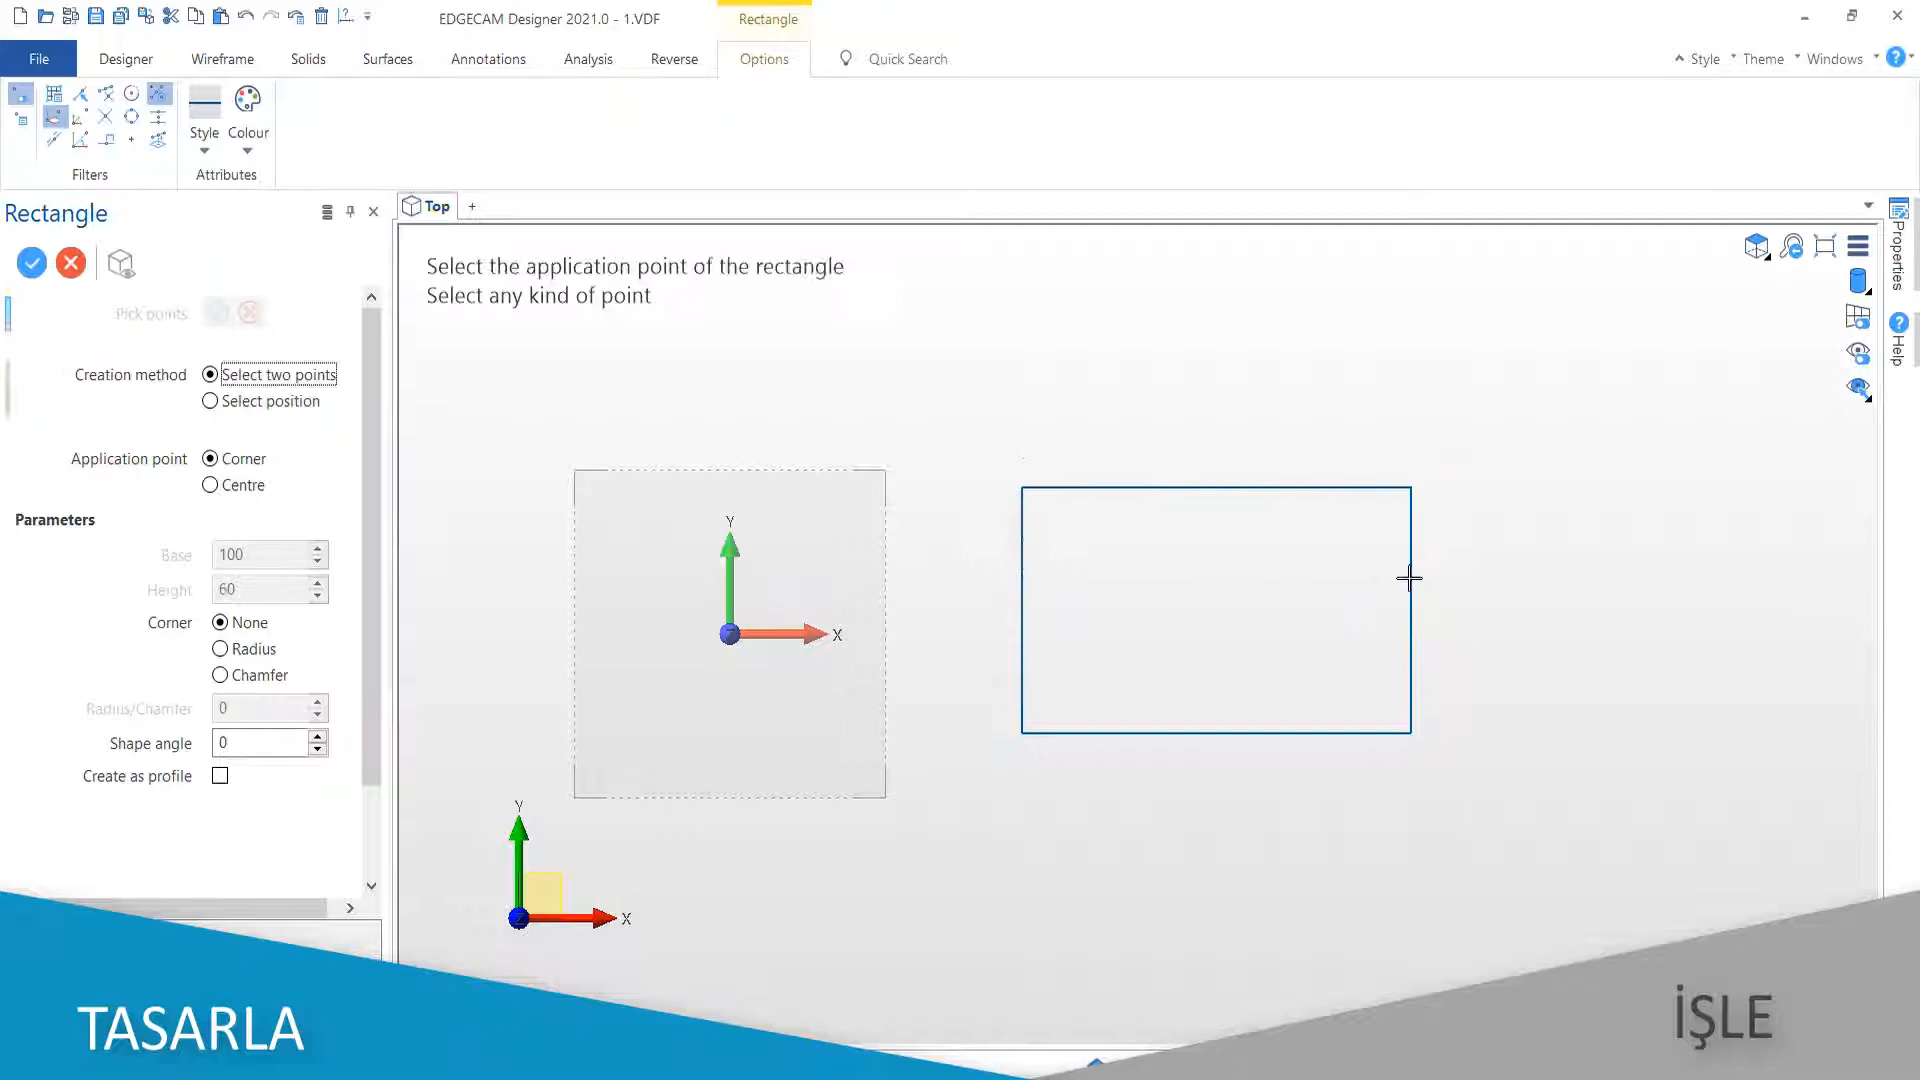 EDGECAM Designer 2021.0 - 1.VDF
Rectangle
File
Designer
Wireframe
Solids
Surfaces
Annotations
Analysis
Reverse
Options
Quick Search
Style
Theme
Windows
Style
Colour
Filters
Attributes
Rectangle
Top
+
Select the application point of the rectangle
Select any kind of point
Pick points
Creation method
Select two points
Select position
Application point
Corner
Centre
Parameters
Base
100
Height
60
Corner
None
Radius
Chamfer
Radius/Chamfer
0
Shape angle
0
Create as profile
Y
X
Y
X
Properties
Help
TASARLA
İŞLE